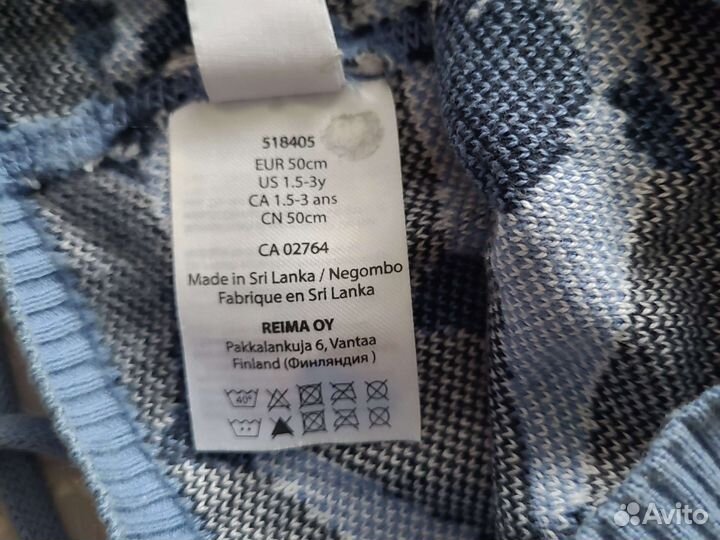 518405
EUR 50cm
US 1.5-3y
CA 1.5-3 ans
CN 50cm
CA 02764
Made in Sri Lanka / Negombo
Fabrique en Sri Lanka
REIMA OY
Pakkalankuja 6, Vantaa
Finland (Финляндия)
40°
Avito